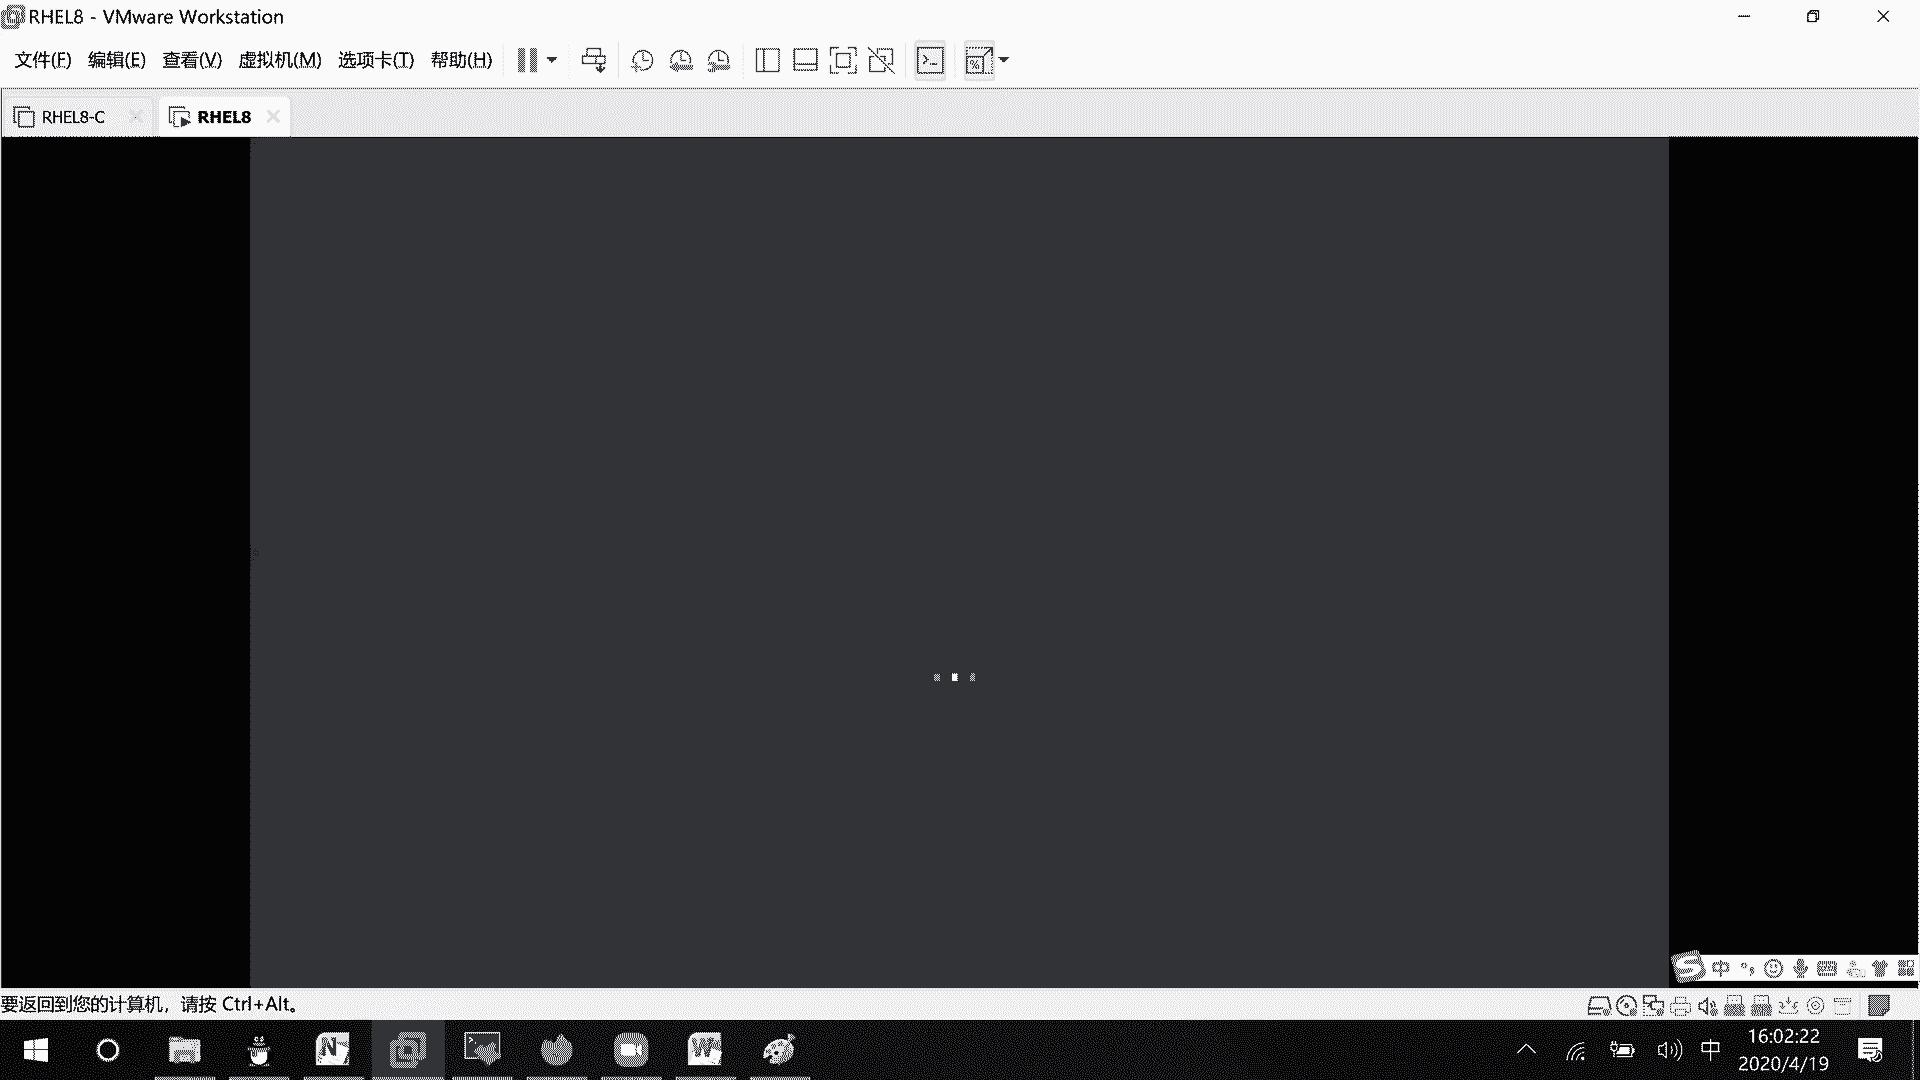 RHEL8 - VMware Workstation
文件(F) 编辑(E) 查看(V) 虚拟机(M) 选项卡(T) 帮助(H)
RHEL8-C RHEL8
中
要返回到您的计算机，请按 Ctrl+Alt。
中 16:02:22
2020/4/19